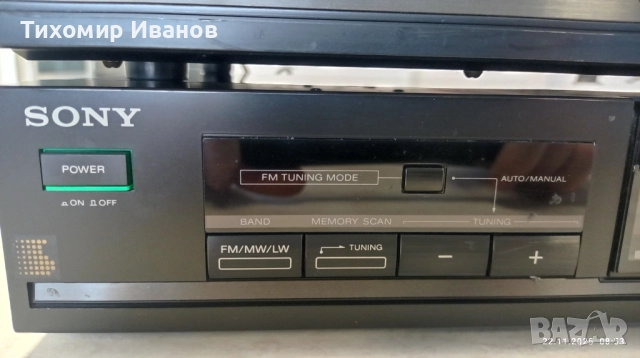 Тихомир Иванов
SONY
POWER
ON OFF
FM TUNING MODE
AUTO/MANUAL
BAND MEMORY SCAN TUNING
FM/MW/LW TUNING − +
BAZAR